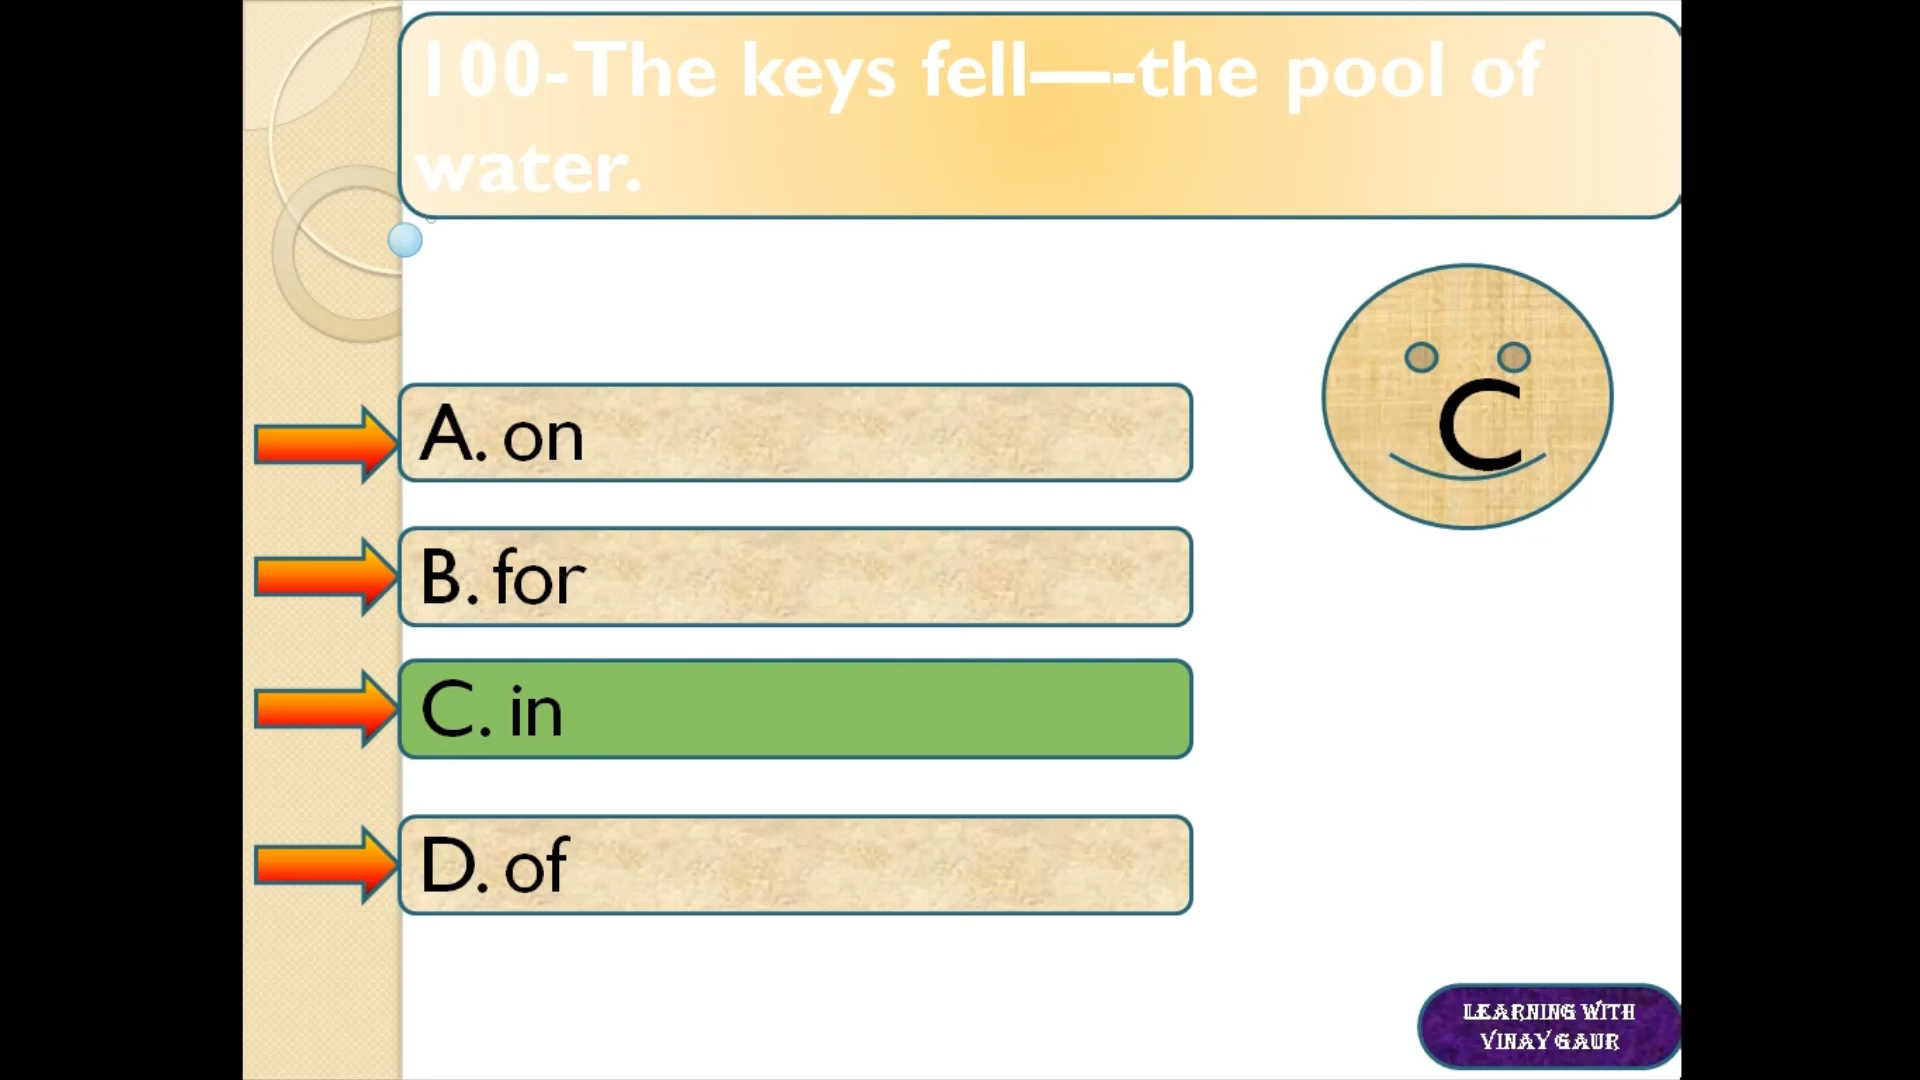 100-The keys fell—-the pool of
water.
C
A. on
B. for
C. in
D. of
LEARNING WITH
VINAY GAUR